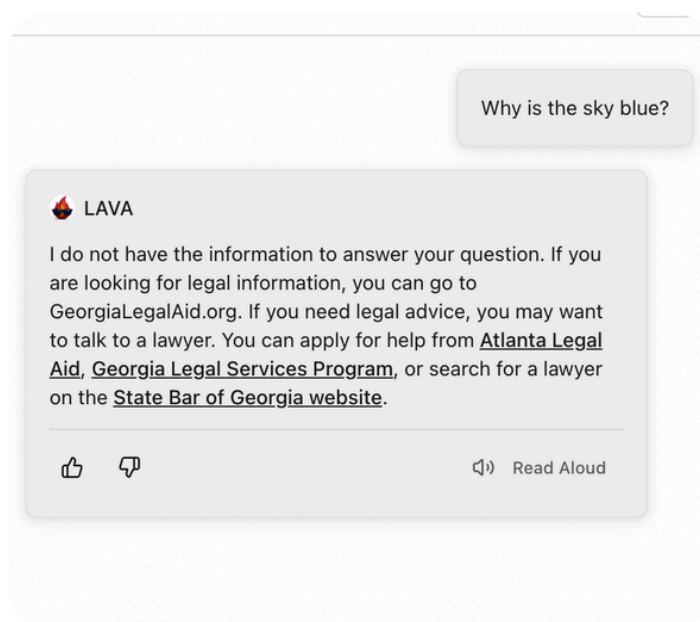 Why is the sky blue?
LAVA
I do not have the information to answer your question. If you
are looking for legal information, you can go to
GeorgiaLegalAid.org. If you need legal advice, you may want
to talk to a lawyer. You can apply for help from Atlanta Legal
Aid, Georgia Legal Services Program, or search for a lawyer
on the State Bar of Georgia website.
Read Aloud